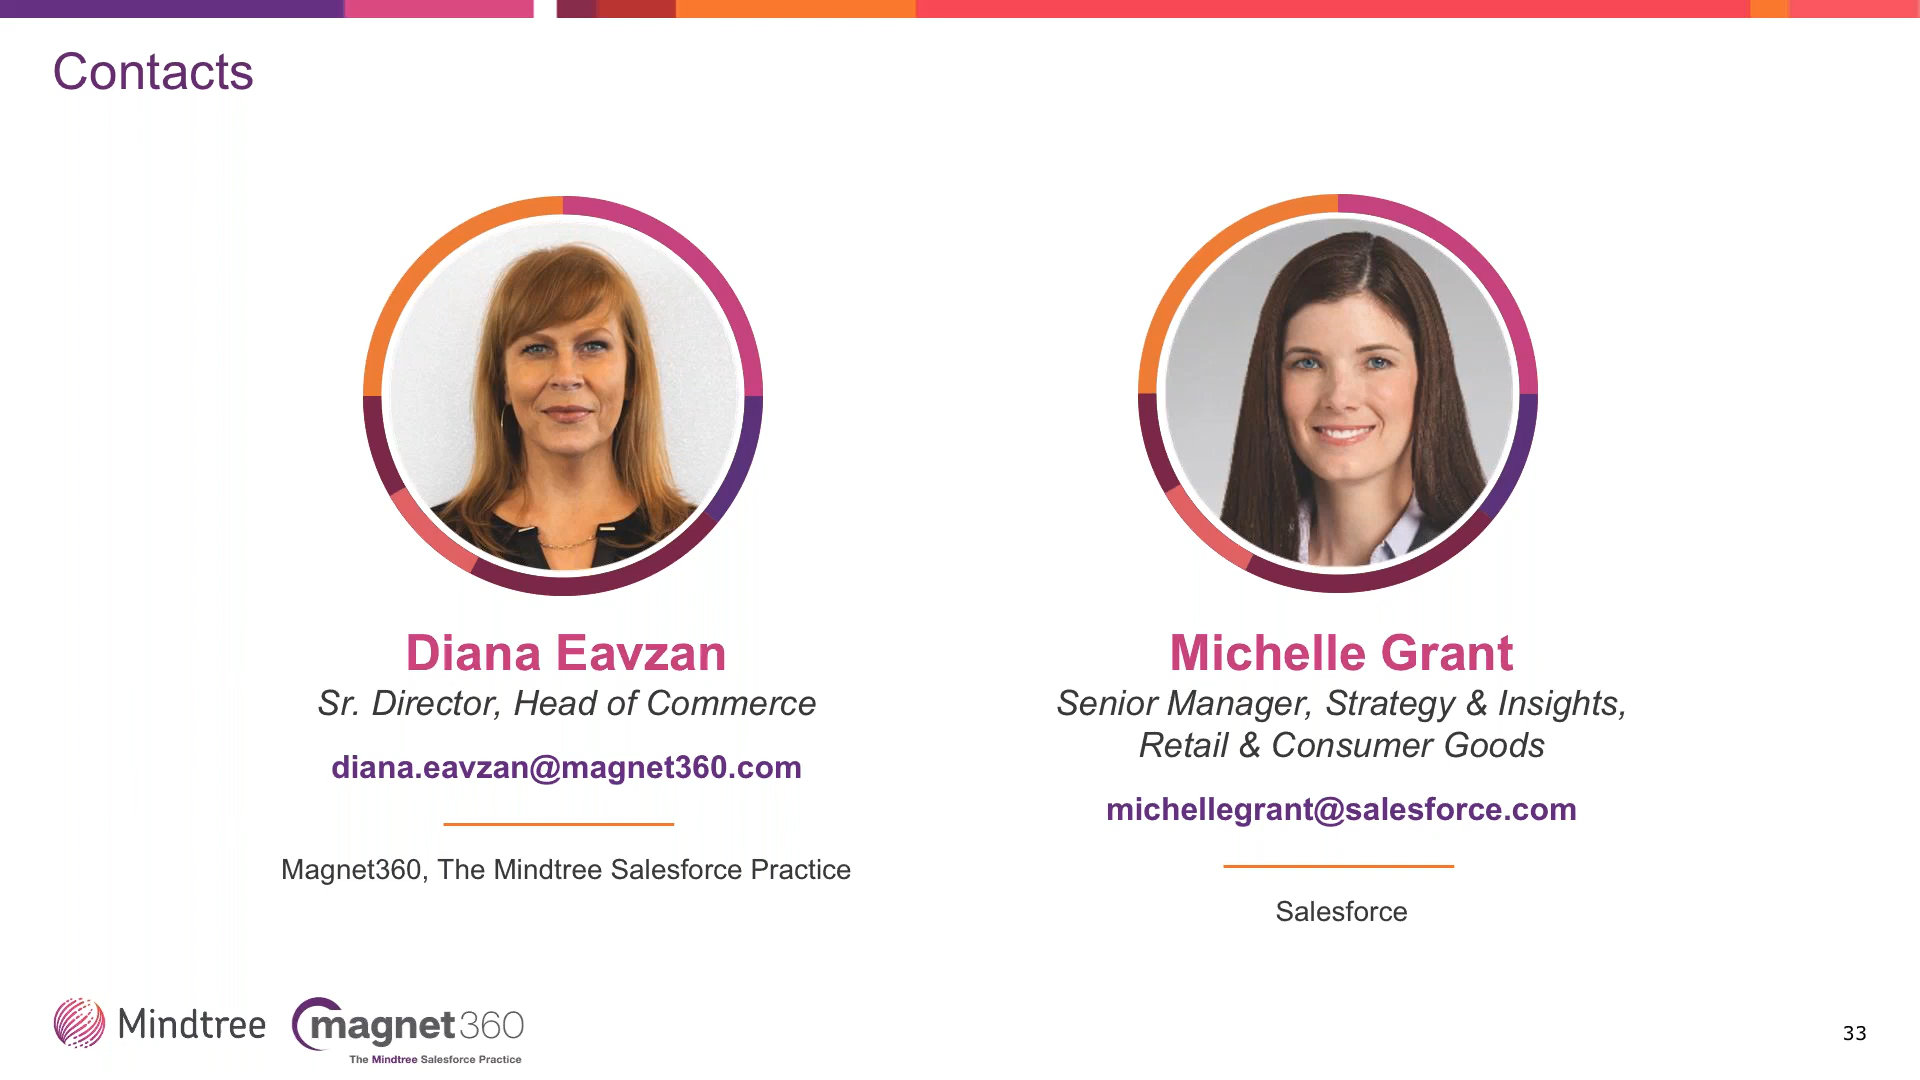 Contacts
Diana Eavzan
Sr. Director, Head of Commerce
diana.eavzan@magnet360.com
Magnet360, The Mindtree Salesforce Practice
Michelle Grant
Senior Manager, Strategy & Insights,
Retail & Consumer Goods
michellegrant@salesforce.com
Salesforce
Mindtree
magnet360
The Mindtree Salesforce Practice
33